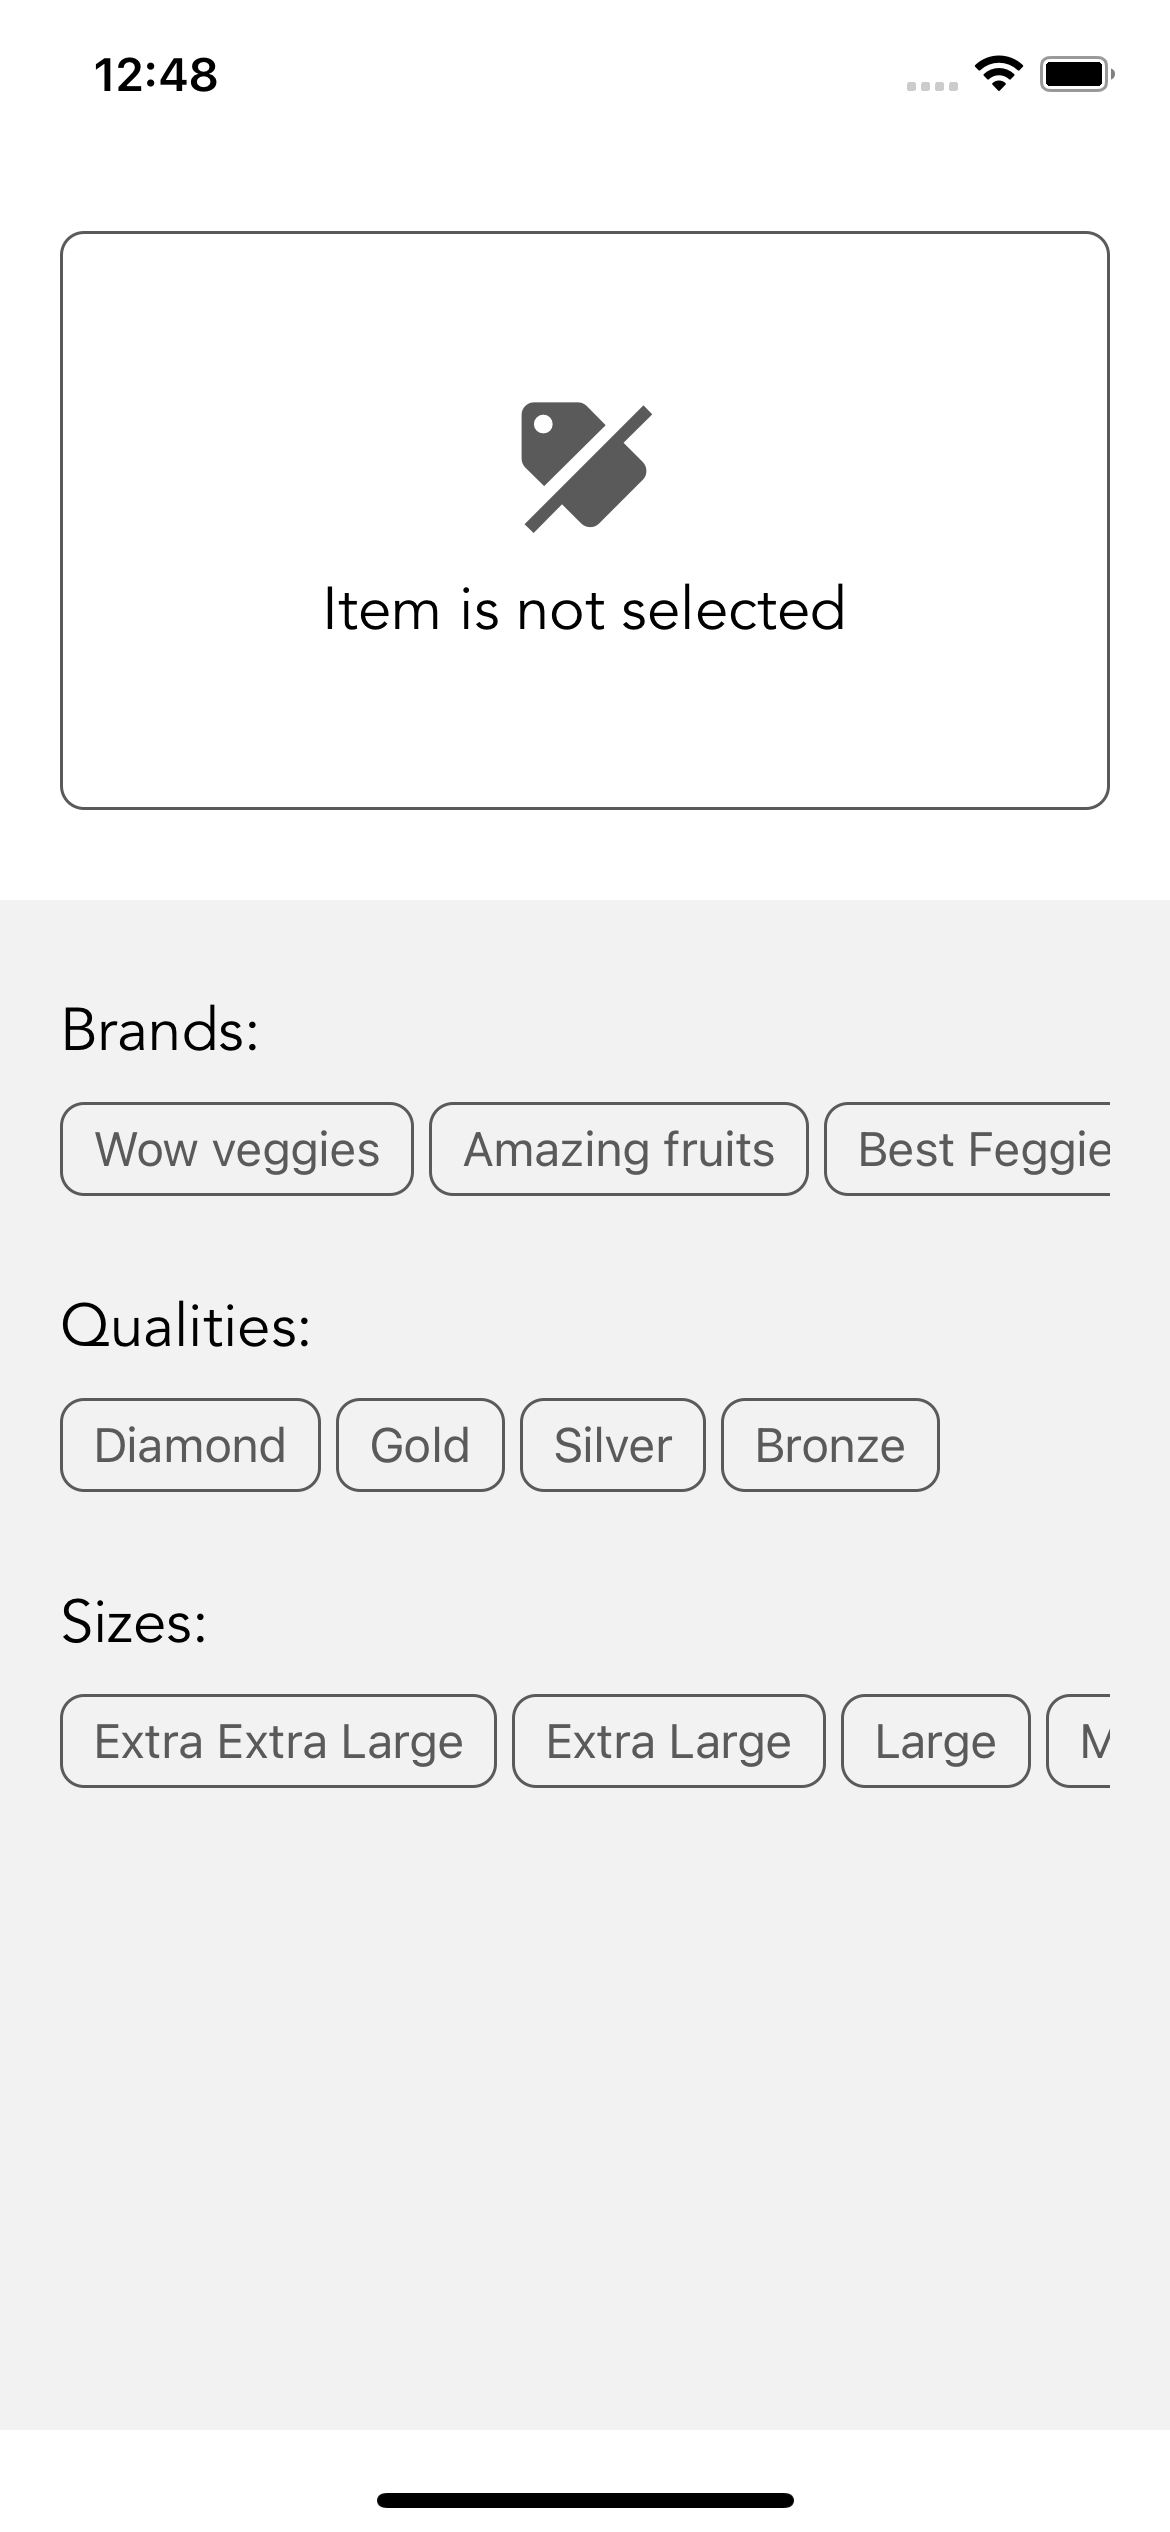 12:48
Item is not selected
Brands:
Wow veggies Amazing fruits Best Feggie
Qualities:
Diamond Gold Silver Bronze
Sizes:
Extra Extra Large Extra Large Large M